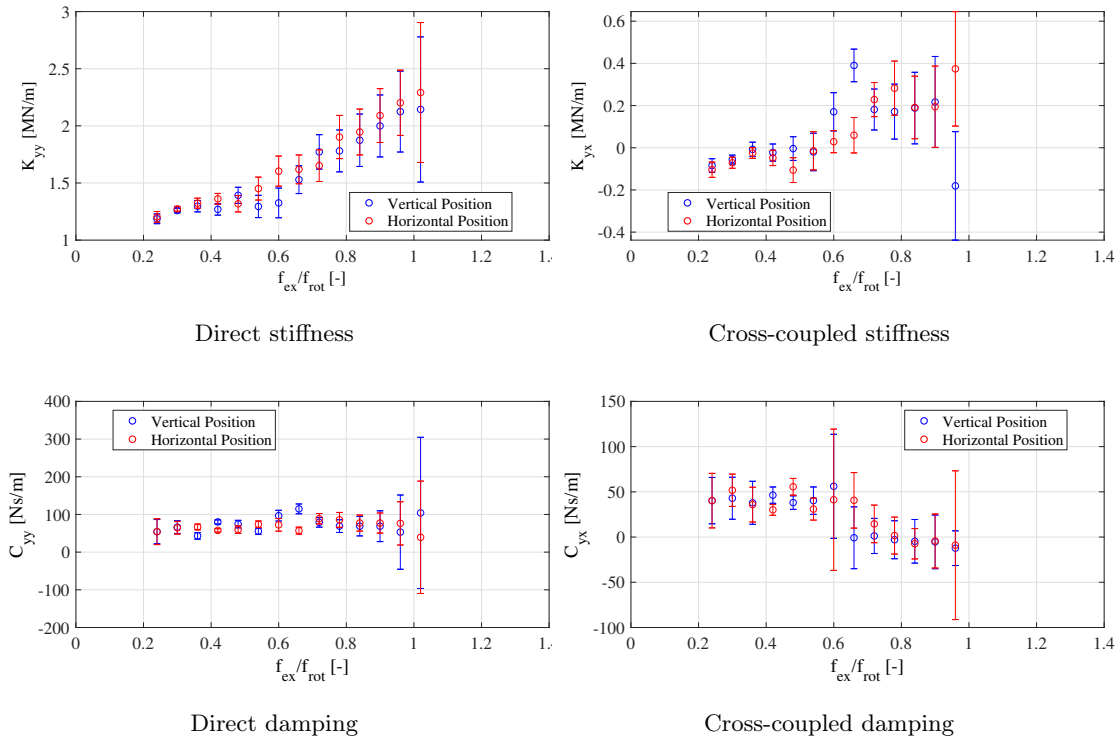 3
2.5
2
1.5
1
K_yy [MN/m]
0 0.2 0.4 0.6 0.8 1 1.2 1.4
f_ex/f_rot [-]
Vertical Position
Horizontal Position
Direct stiffness
0.6
0.4
0.2
0
-0.2
-0.4
K_yx [MN/m]
0 0.2 0.4 0.6 0.8 1 1.2 1.4
f_ex/f_rot [-]
Vertical Position
Horizontal Position
Cross-coupled stiffness
400
300
200
100
0
-100
-200
C_yy [Ns/m]
0 0.2 0.4 0.6 0.8 1 1.2 1.4
f_ex/f_rot [-]
Vertical Position
Horizontal Position
Direct damping
150
100
50
0
-50
-100
C_yx [Ns/m]
0 0.2 0.4 0.6 0.8 1 1.2 1.4
f_ex/f_rot [-]
Vertical Position
Horizontal Position
Cross-coupled damping